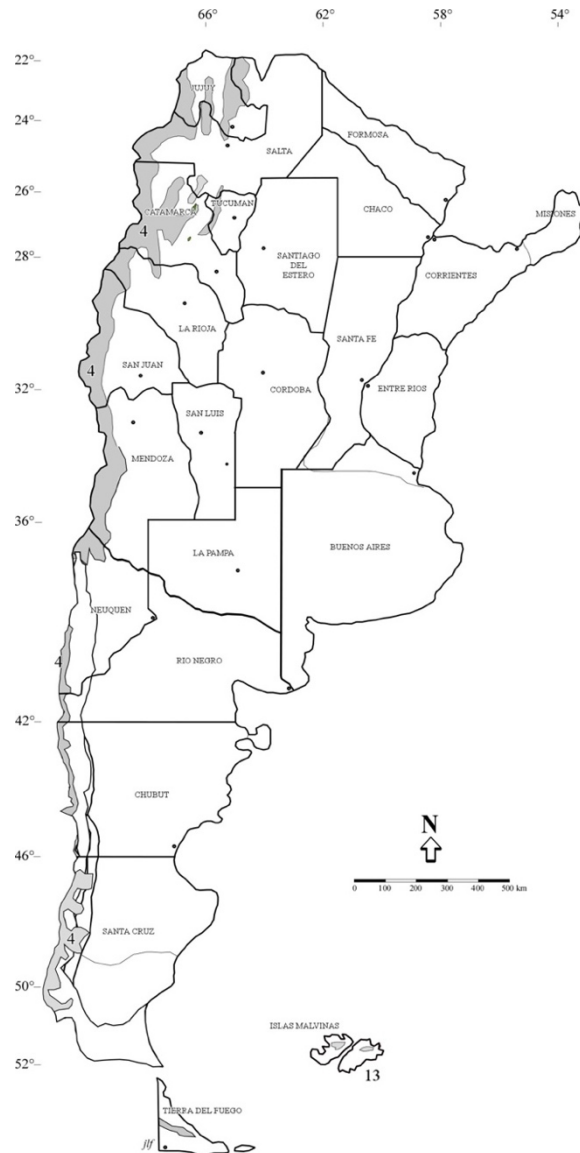 66°
62°
58°
54°
22°
JUJUY
24°
FORMOSA
SALTA
26°
CATAMARCA
TUCUMAN
CHACO
MISIONES
4
28°
SANTIAGO
DEL
ESTERO
CORRIENTES
LA RIOJA
SANTA FE
4
SAN JUAN
32°
CORDOBA
ENTRE RIOS
SAN LUIS
MENDOZA
36°
BUENOS AIRES
LA PAMPA
NEUQUEN
4
RIO NEGRO
42°
CHUBUT
N
46°
0 100 200 300 400 500 km
SANTA CRUZ
4
50°
ISLAS MALVINAS
52°
13
TIERRA DEL FUEGO
jlf